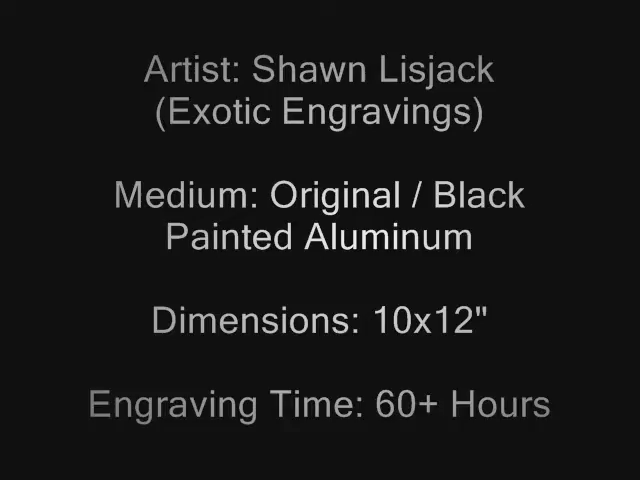 Artist: Shawn Lisjack
(Exotic Engravings)
Medium: Original / Black
Painted Aluminum
Dimensions: 10x12"
Engraving Time: 60+ Hours